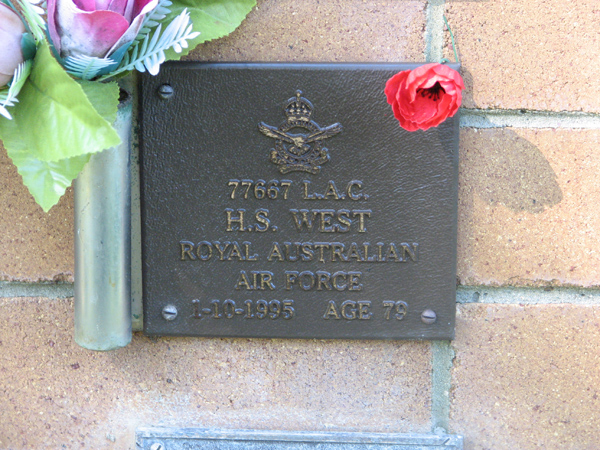 77667 L.A.C.
H.S. WEST
ROYAL AUSTRALIAN
AIR FORCE
1-10-1995 AGE 79